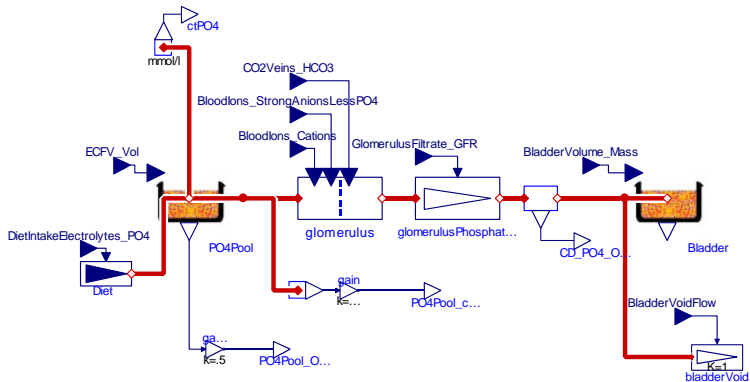 ctPO4
mmol/l
CO2Veins_HCO3
BloodIons_StrongAnionsLessPO4
BloodIons_Cations
GlomerulusFiltrate_GFR
ECFV_Vol
BladderVolume_Mass
DietIntakeElectrolytes_PO4
PO4Pool
glomerulus
glomerulusPhosphat...
CD_PO4_O...
Bladder
Diet
gain
k=...
PO4Pool_c...
BladderVoidFlow
ga...
k=.5
PO4Pool_O...
K=1
bladderVoid